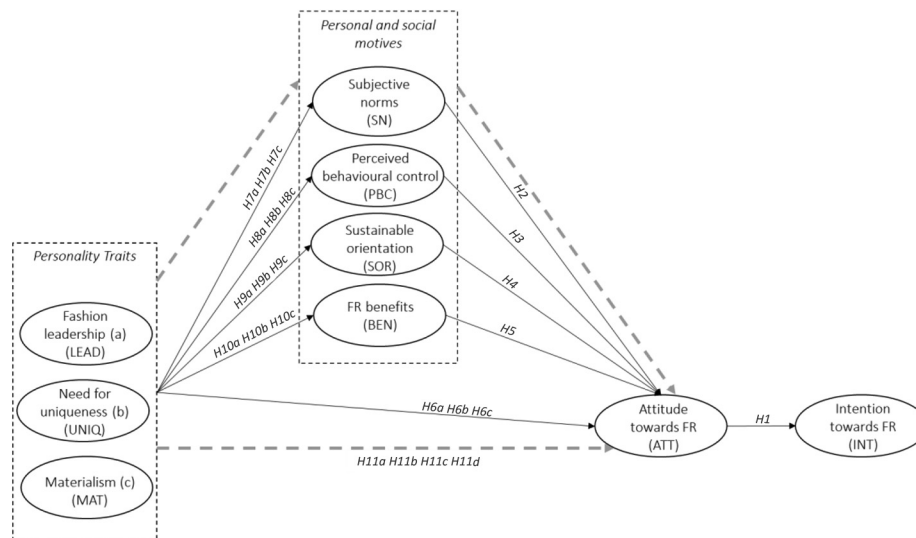 Personal and social
motives
Subjective
norms
(SN)
Perceived
behavioural control
(PBC)
Sustainable
orientation
(SOR)
FR benefits
(BEN)
H7a H7b H7c
H8a H8b H8c
H9a H9b H9c
H10a H10b H10c
H2
H3
H4
H5
Personality Traits
Fashion
leadership (a)
(LEAD)
Need for
uniqueness (b)
(UNIQ)
Materialism (c)
(MAT)
H6a H6b H6c
H11a H11b H11c H11d
Attitude
towards FR
(ATT)
H1
Intention
towards FR
(INT)